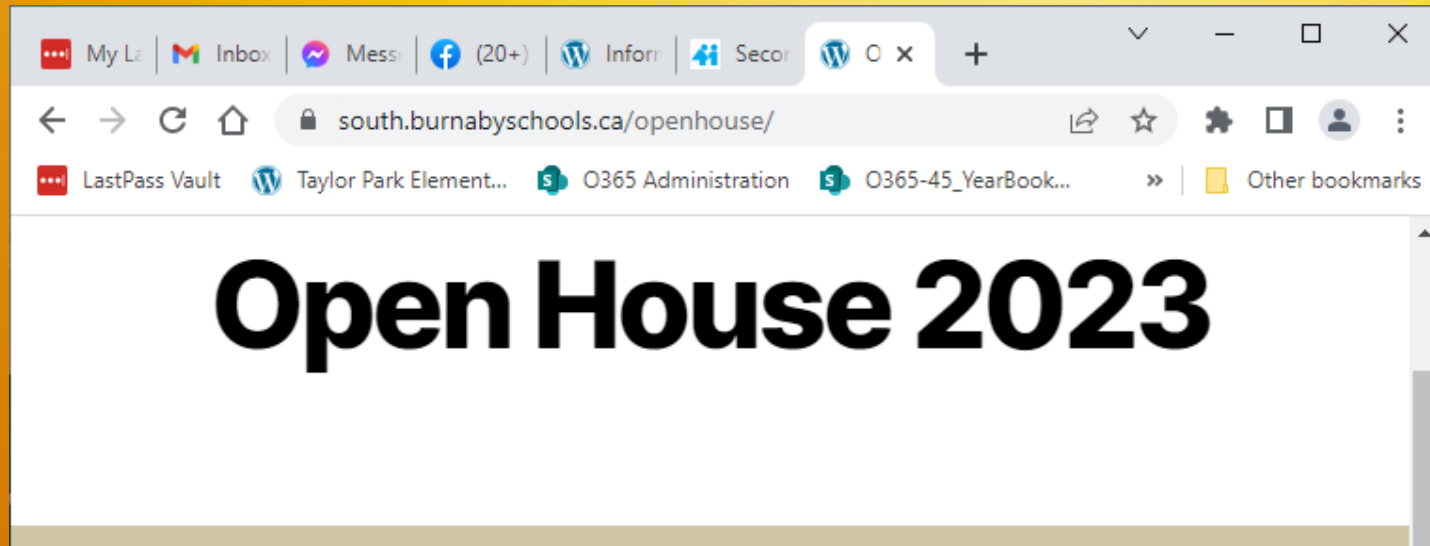 My La Inbox Mess (20+) Inforr Secor O
south.burnabyschools.ca/openhouse/
LastPass Vault Taylor Park Element... O365 Administration O365-45_YearBook... » Other bookmarks
Open House 2023